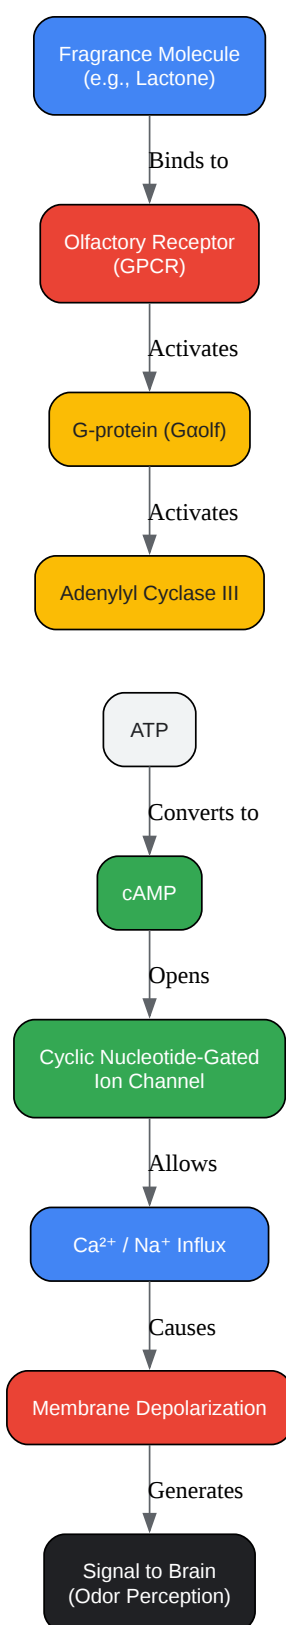 Fragrance Molecule
(e.g., Lactone)
Binds to
Olfactory Receptor
(GPCR)
Activates
G-protein (Gαolf)
Activates
Adenylyl Cyclase III
ATP
Converts to
cAMP
Opens
Cyclic Nucleotide-Gated
Ion Channel
Allows
Ca²⁺ / Na⁺ Influx
Causes
Membrane Depolarization
Generates
Signal to Brain
(Odor Perception)